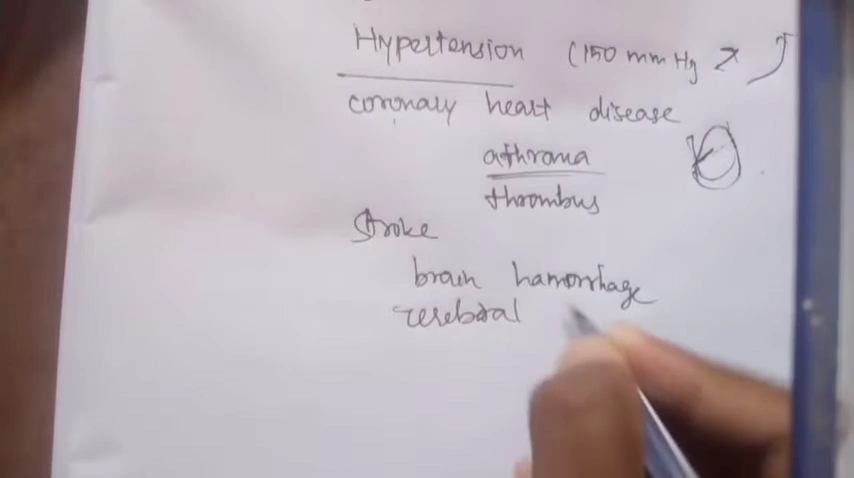 Hypertension (150 mm Hg
coronary heart disease
athroma
thrombus
Stroke
brain hamorrhage
cerebral